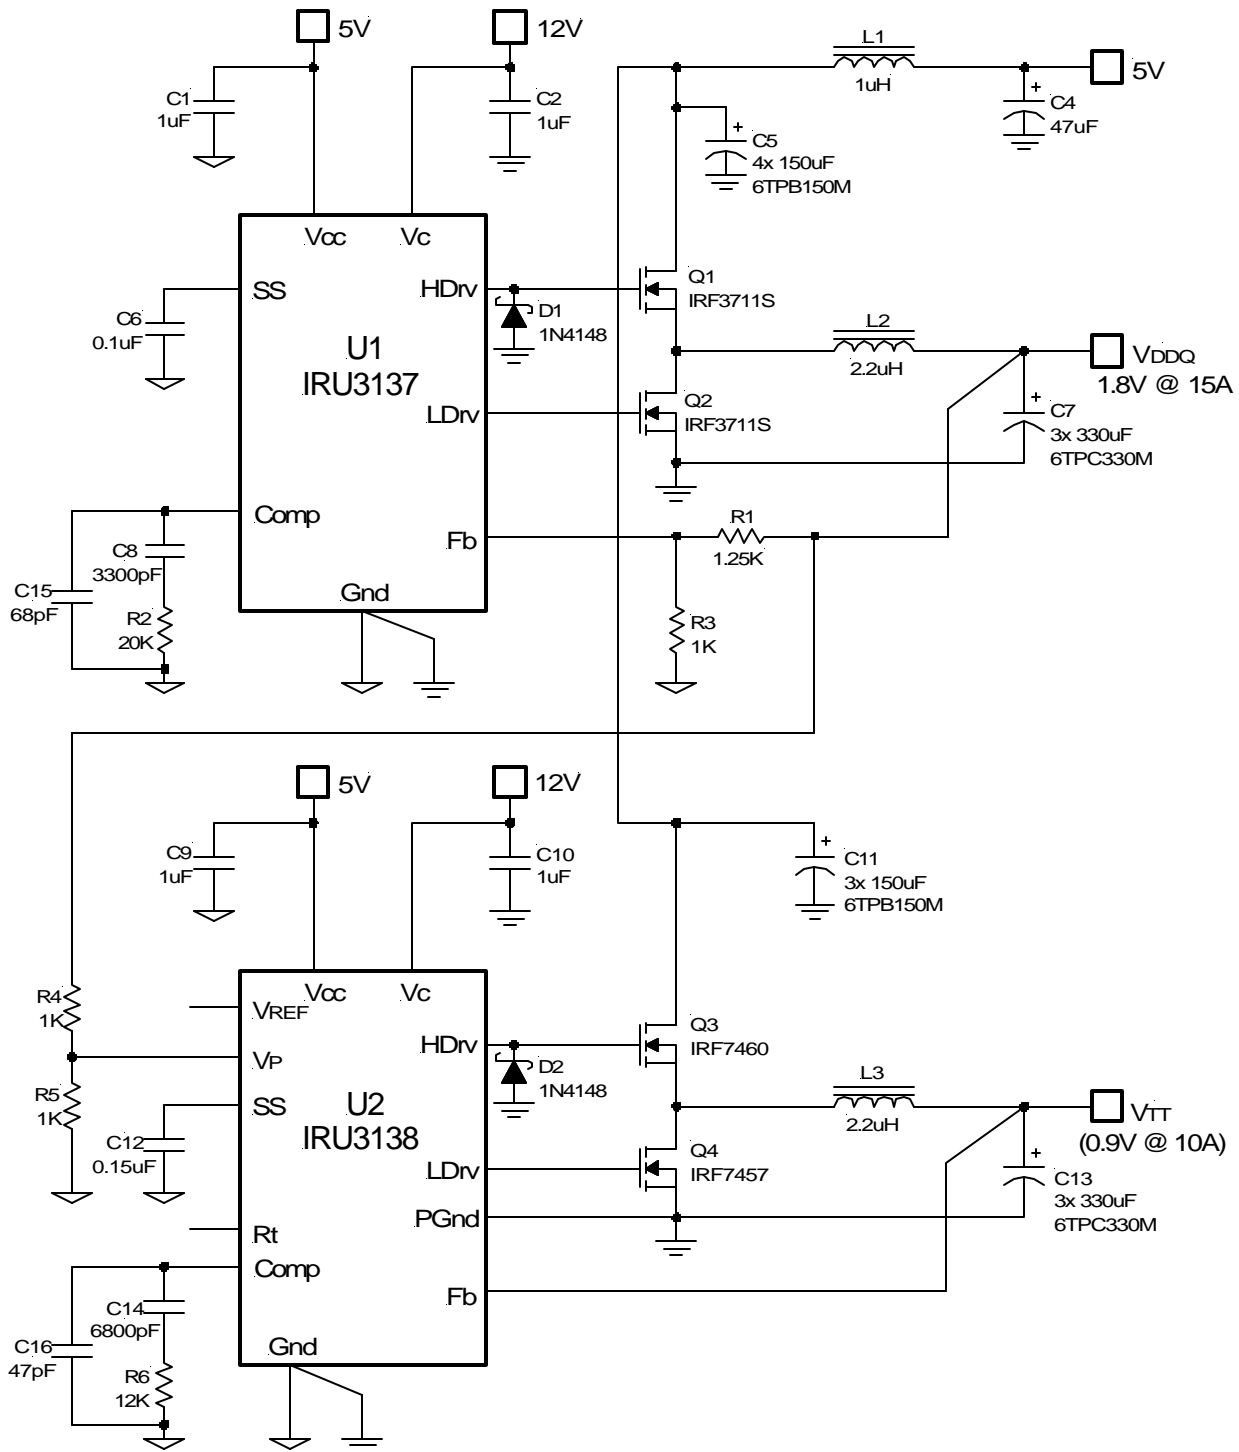 5V
12V
L1
1uH
5V
C1
1uF
C2
1uF
C4
47uF
C5
4x 150uF
6TPB150M
Vcc
Vc
SS
HDrv
Q1
IRF3711S
D1
1N4148
C6
0.1uF
U1
IRU3137
L2
2.2uH
VDDQ
1.8V @ 15A
LDrv
Q2
IRF3711S
C7
3x 330uF
6TPC330M
Comp
Fb
R1
1.25K
C8
3300pF
C15
68pF
R2
20K
Gnd
R3
1K
5V
12V
C9
1uF
C10
1uF
C11
3x 150uF
6TPB150M
Vcc
Vc
R4
1K
VREF
VP
HDrv
Q3
IRF7460
D2
1N4148
R5
1K
SS
U2
IRU3138
L3
2.2uH
VTT
(0.9V @ 10A)
C12
0.15uF
LDrv
Q4
IRF7457
C13
3x 330uF
6TPC330M
PGnd
Rt
Comp
Fb
C14
6800pF
C16
47pF
R6
12K
Gnd